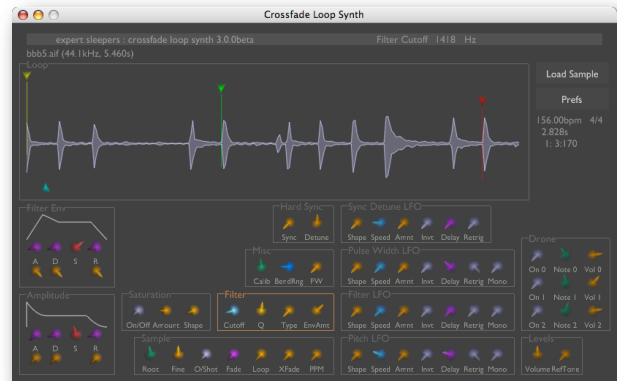 Crossfade Loop Synth
expert sleepers : crossfade loop synth 3.0beta Filter Cutoff 1418 Hz
bbb5.aif (44.1kHz, 5.460s)
Loop
Load Sample
Prefs
156.00bpm 4/4
2.828s
1: 3:170
Filter Env
A D S R
Hard Sync
Sync Detune
Sync Detune LFO
Shape Speed Amnt Invt Delay Retrig
Misc
Calib BendRng PW
Pulse Width LFO
Shape Speed Amnt Invt Delay Retrig Mono
Drone
On 0 Note 0 Vol 0
On 1 Note 1 Vol 1
On 2 Note 2 Vol 2
Amplitude
A D S R
Saturation
On/Off Amount Shape
Filter
Cutoff Q Type EnvAmt
Filter LFO
Shape Speed Amnt Invt Delay Retrig Mono
Sample
Root Fine O/Shot Fade Loop XFade PPM
Pitch LFO
Shape Speed Amnt Invt Delay Retrig Mono
Levels
Volume RefTone